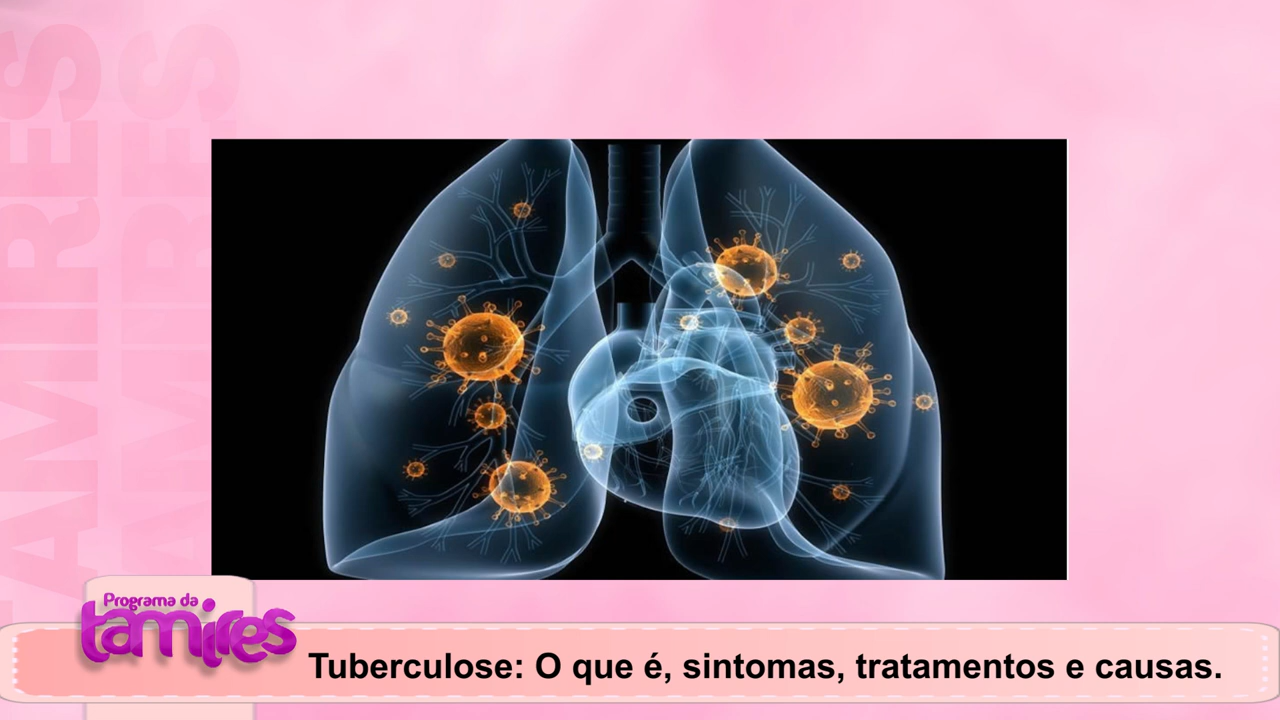 TAMIRES
TAMIRES
Programa da
tamires
Tuberculose: O que é, sintomas, tratamentos e causas.